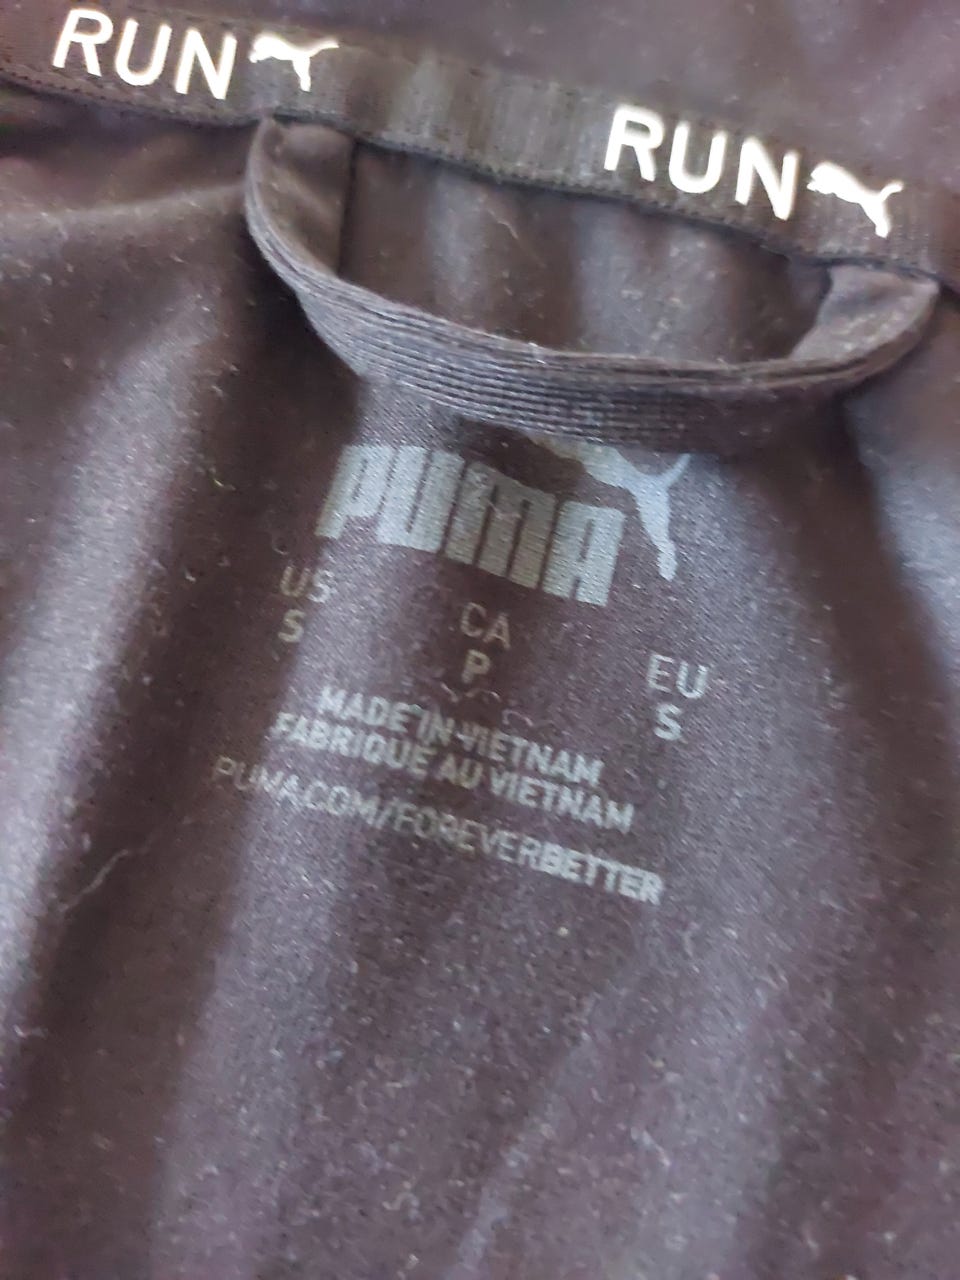 RUN
RUN
PUMA
US CA EU
S P S
MADE IN VIETNAM
FABRIQUÉ AU VIETNAM
PUMA.COM/FOREVERBETTER